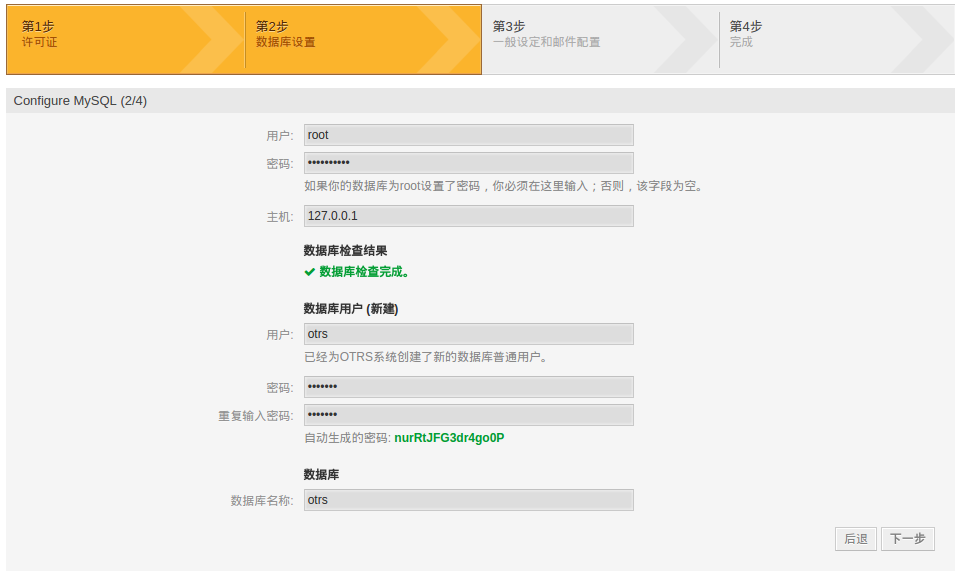 第1步
许可证
第2步
数据库设置
第3步
一般设定和邮件配置
第4步
完成
Configure MySQL (2/4)
用户: root
密码: ••••••••••
如果你的数据库为root设置了密码，你必须在这里输入；否则，该字段为空。
主机: 127.0.0.1
数据库检查结果
✔ 数据库检查完成。
数据库用户 (新建)
用户: otrs
已经为OTRS系统创建了新的数据库普通用户。
密码: •••••••
重复输入密码: •••••••
自动生成的密码: nurRtJFG3dr4go0P
数据库
数据库名称: otrs
后退 下一步